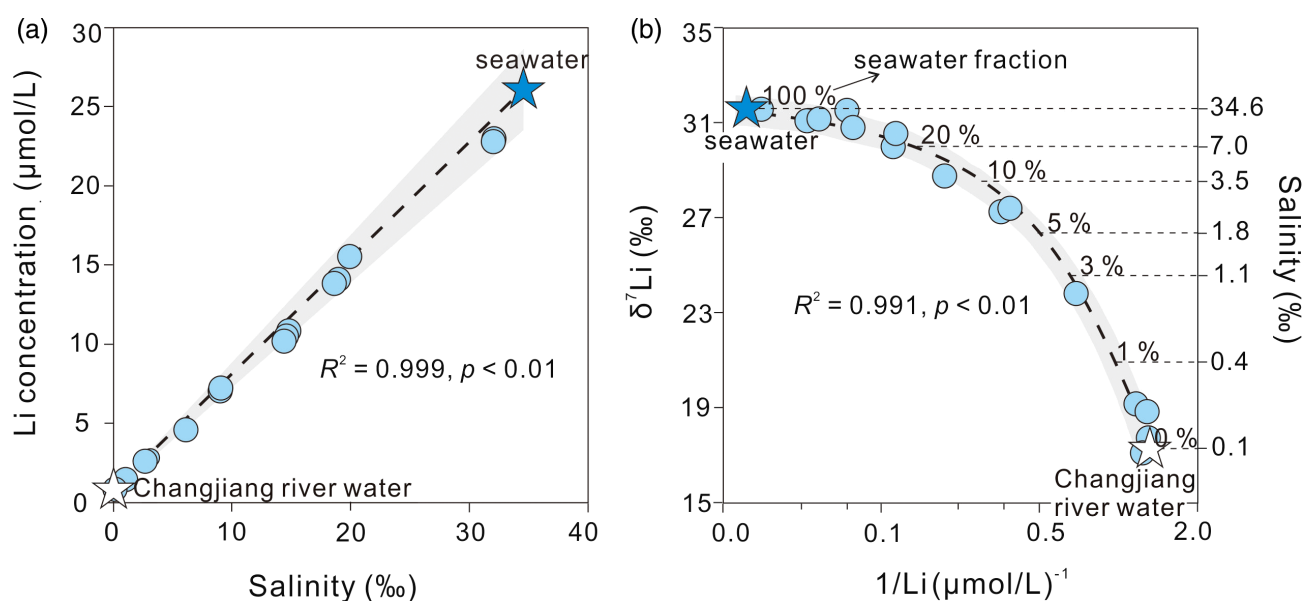 (a)
Li concentration (μmol/L)
30
25
20
15
10
5
0
seawater
R² = 0.999, p < 0.01
Changjiang river water
0 10 20 30 40
Salinity (‰)
(b)
δ⁷Li (‰)
35
31
27
23
19
15
seawater fraction
100 %
seawater
20 %
10 %
5 %
3 %
R² = 0.991, p < 0.01
1 %
0 %
Changjiang
river water
34.6
7.0
3.5
1.8
1.1
0.4
0.1
Salinity (‰)
0.0 0.1 0.5 2.0
1/Li (μmol/L)⁻¹